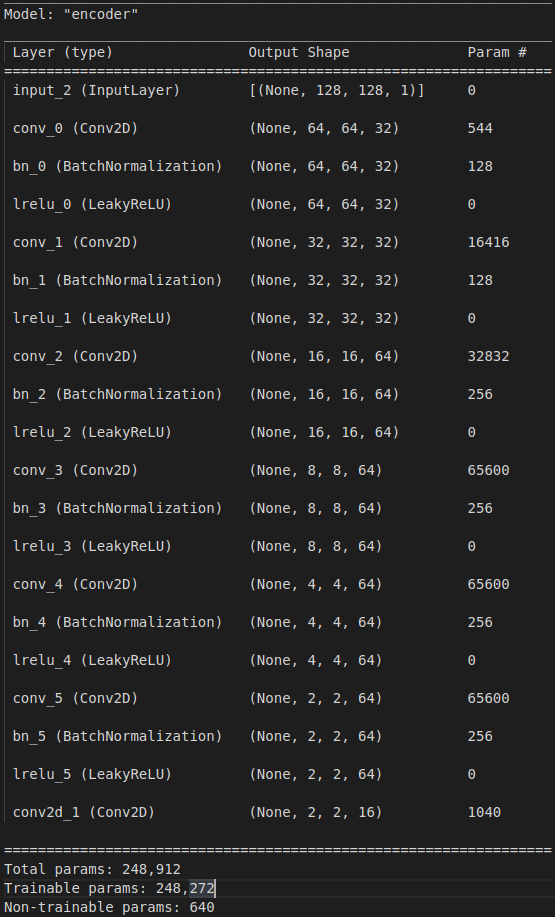 Model: "encoder"
Layer (type) Output Shape Param #
=================================================================
input_2 (InputLayer) [(None, 128, 128, 1)] 0
conv_0 (Conv2D) (None, 64, 64, 32) 544
bn_0 (BatchNormalization) (None, 64, 64, 32) 128
lrelu_0 (LeakyReLU) (None, 64, 64, 32) 0
conv_1 (Conv2D) (None, 32, 32, 32) 16416
bn_1 (BatchNormalization) (None, 32, 32, 32) 128
lrelu_1 (LeakyReLU) (None, 32, 32, 32) 0
conv_2 (Conv2D) (None, 16, 16, 64) 32832
bn_2 (BatchNormalization) (None, 16, 16, 64) 256
lrelu_2 (LeakyReLU) (None, 16, 16, 64) 0
conv_3 (Conv2D) (None, 8, 8, 64) 65600
bn_3 (BatchNormalization) (None, 8, 8, 64) 256
lrelu_3 (LeakyReLU) (None, 8, 8, 64) 0
conv_4 (Conv2D) (None, 4, 4, 64) 65600
bn_4 (BatchNormalization) (None, 4, 4, 64) 256
lrelu_4 (LeakyReLU) (None, 4, 4, 64) 0
conv_5 (Conv2D) (None, 2, 2, 64) 65600
bn_5 (BatchNormalization) (None, 2, 2, 64) 256
lrelu_5 (LeakyReLU) (None, 2, 2, 64) 0
conv2d_1 (Conv2D) (None, 2, 2, 16) 1040
=================================================================
Total params: 248,912
Trainable params: 248,272
Non-trainable params: 640